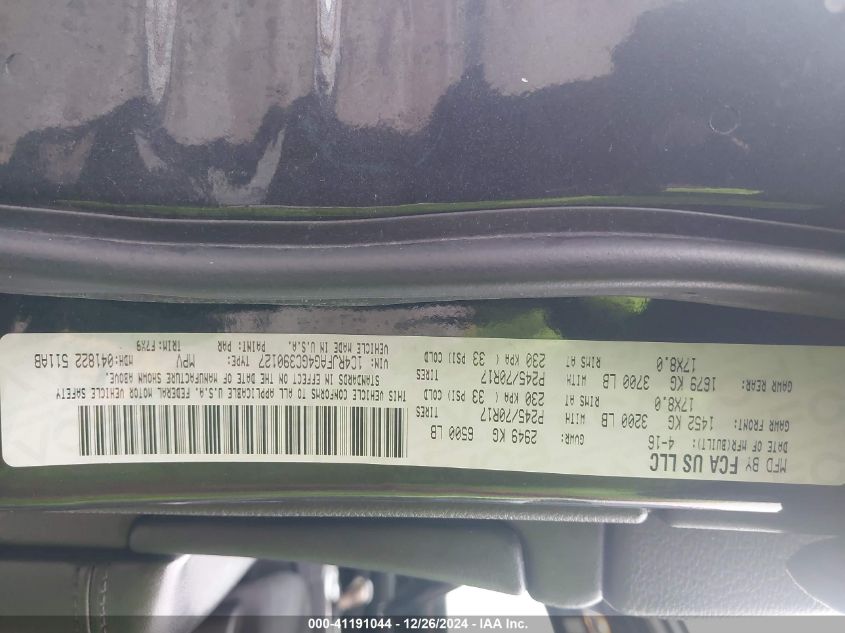 MFD BY FCA US LLC
DATE OF MFR(BUILT): 4-16 GVWR: 2949 KG 6500 LB
GAWR FRONT: 1452 KG 3200 LB WITH P245/70R17 TIRES
17X8.0 RIMS AT 230 KPA ( 33 PSI) COLD
GAWR REAR: 1679 KG 3700 LB WITH P245/70R17 TIRES
17X8.0 RIMS AT 230 KPA ( 33 PSI) COLD
THIS VEHICLE CONFORMS TO ALL APPLICABLE U.S.A. FEDERAL MOTOR VEHICLE SAFETY
STANDARDS IN EFFECT ON THE DATE OF MANUFACTURE SHOWN ABOVE.
VIN: 1C4RJFAG4GC390127 TYPE: MPV MDH:041822 511AB
VEHICLE MADE IN U.S.A. PAINT: PAR TRIM:F7X9
000-41191044 - 12/26/2024 - IAA Inc.